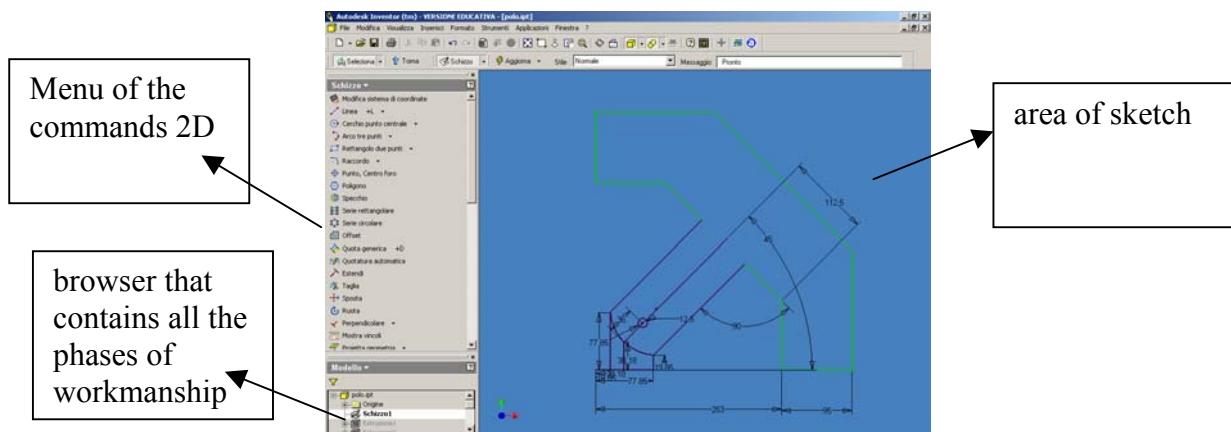 Autodesk Inventor (tm) - VERSIONE EDUCATIVA - [polo.ipt]
File Modifica Visualizza Inserisci Formato Strumenti Applicazioni Finestra ?
Seleziona Torna Schizzo Aggiorna Stile Normale Messaggio Pronto
Menu of the
commands 2D
browser that
contains all the
phases of
workmanship
Schizzo
Modifica sistema di coordinate
Linea +L
Cerchio punto centrale
Arco tre punti
Rettangolo due punti
Raccordo
Punto, Centro foro
Poligono
Specchio
Serie rettangolare
Serie circolare
Offset
Quota generica +D
Quotatura automatica
Estendi
Taglia
Sposta
Ruota
Perpendicolare
Mostra vincoli
Proietta geometria
Modello
polo.ipt
Origine
Schizzo1
Estrusione1
112,5
45
90
12,5
77,85
77,85
263
95
area of sketch